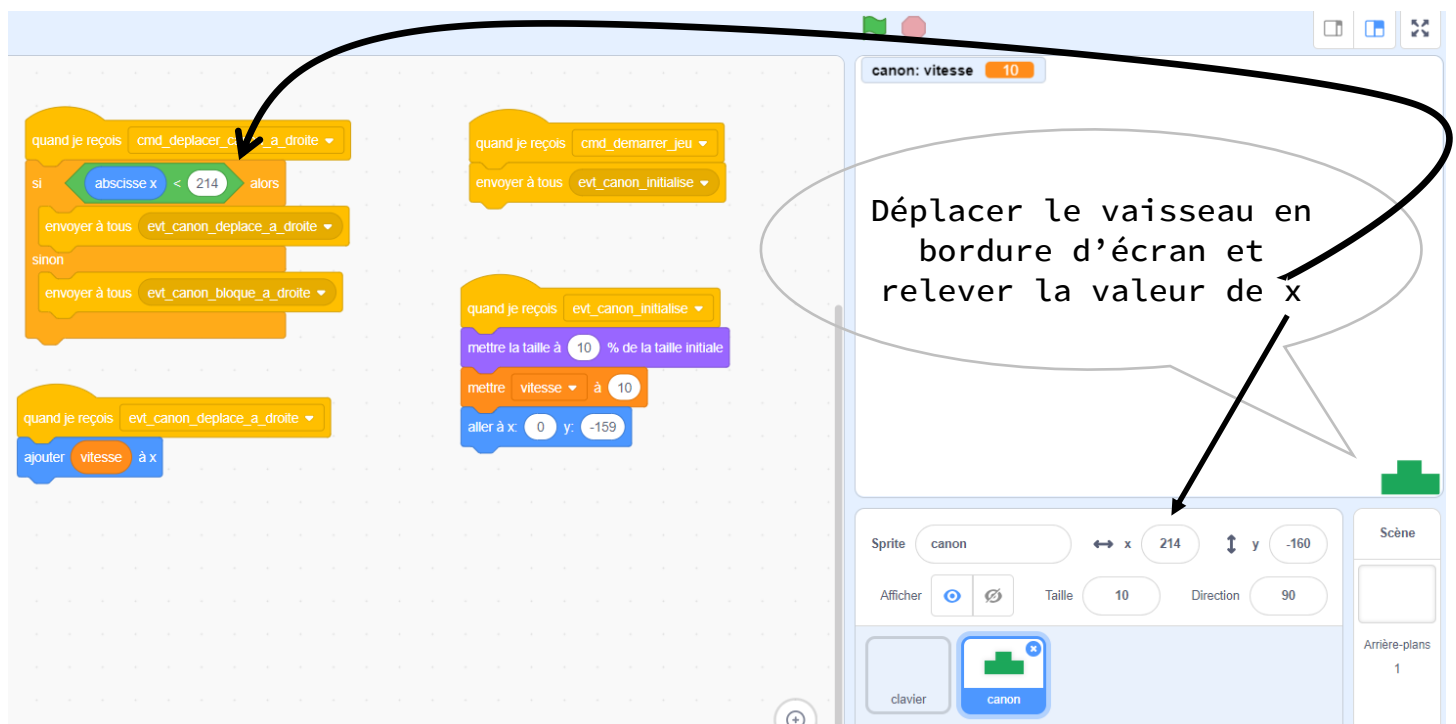 quand je reçois cmd_deplacer_c a_droite
si abscisse x < 214 alors
envoyer à tous evt_canon_deplace_a_droite
sinon
envoyer à tous evt_canon_bloque_a_droite
quand je reçois evt_canon_deplace_a_droite
ajouter vitesse à x
quand je reçois cmd_demarrer_jeu
envoyer à tous evt_canon_initialise
quand je reçois evt_canon_initialise
mettre la taille à 10 % de la taille initiale
mettre vitesse à 10
aller à x: 0 y: -159
canon: vitesse 10
Déplacer le vaisseau en
bordure d’écran et
relever la valeur de x
Sprite canon x 214 y -160
Afficher Taille 10 Direction 90
clavier
canon
Scène
Arrière-plans
1